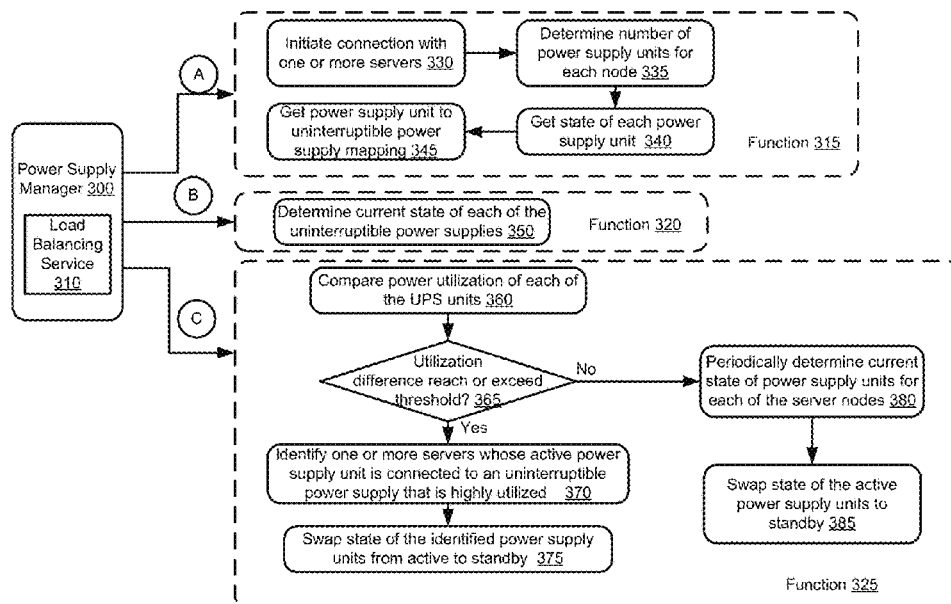 Power Supply
Manager 300
Load
Balancing
Service
310
A
Initiate connection with
one or more servers 330
Determine number of
power supply units for
each node 335
Get state of each power
supply unit 340
Get power supply unit to
uninterruptible power
supply mapping 345
Function 315
B
Determine current state of each of the
uninterruptible power supplies 350
Function 320
C
Compare power utilization of each of
the UPS units 360
Utilization
difference reach or exceed
threshold? 365
No
Yes
Periodically determine current
state of power supply units for
each of the server nodes 380
Identify one or more servers whose active power
supply unit is connected to an uninterruptible
power supply that is highly utilized 370
Swap state of the active
power supply units to
standby 385
Swap state of the identified power supply
units from active to standby 375
Function 325